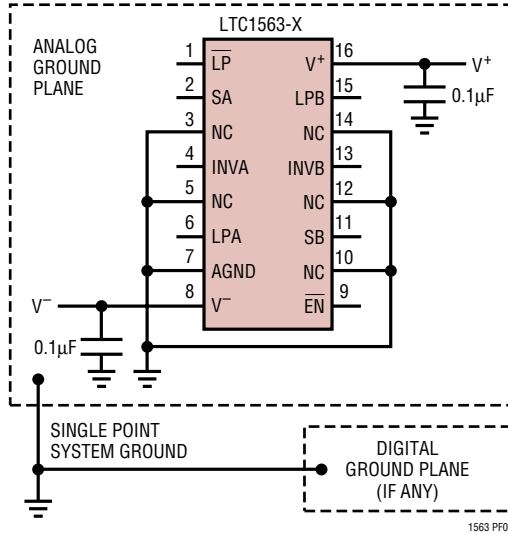 LTC1563-X
ANALOG
GROUND
PLANE
1
LP
2
SA
3
NC
4
INVA
5
NC
6
LPA
7
AGND
8
V–
16
V+
15
LPB
14
NC
13
INVB
12
NC
11
SB
10
NC
9
EN
V+
0.1µF
V–
0.1µF
SINGLE POINT
SYSTEM GROUND
DIGITAL
GROUND PLANE
(IF ANY)
1563 PF0